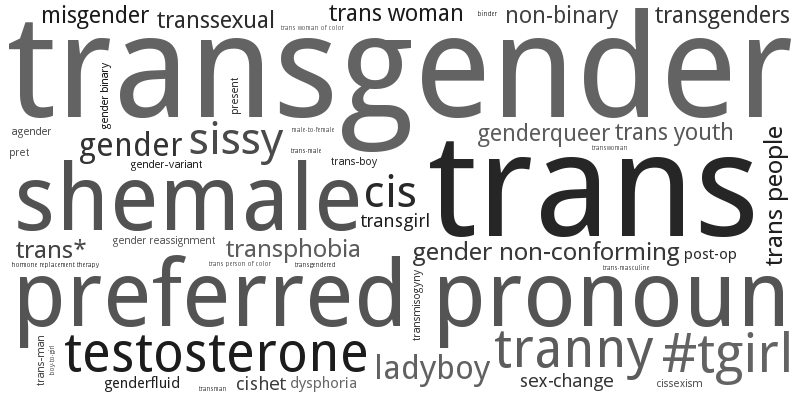 misgender
transsexual
trans woman
binder
non-binary
transgenders
trans woman of color
transgender
gender binary
present
agender
pret
gender
sissy
male-to-female
trans-male
genderqueer
trans youth
transwoman
trans people
gender-variant
trans-boy
shemale
cis
transgirl
trans
trans*
gender reassignment
transphobia
gender non-conforming
post-op
hormone replacement therapy
trans person of color
transgendered
trans-masculine
preferred pronoun
transmisogyny
trans-man
boy-to-girl
testosterone
ladyboy
tranny
#tgirl
genderfluid
transman
cishet
dysphoria
sex-change
cissexism